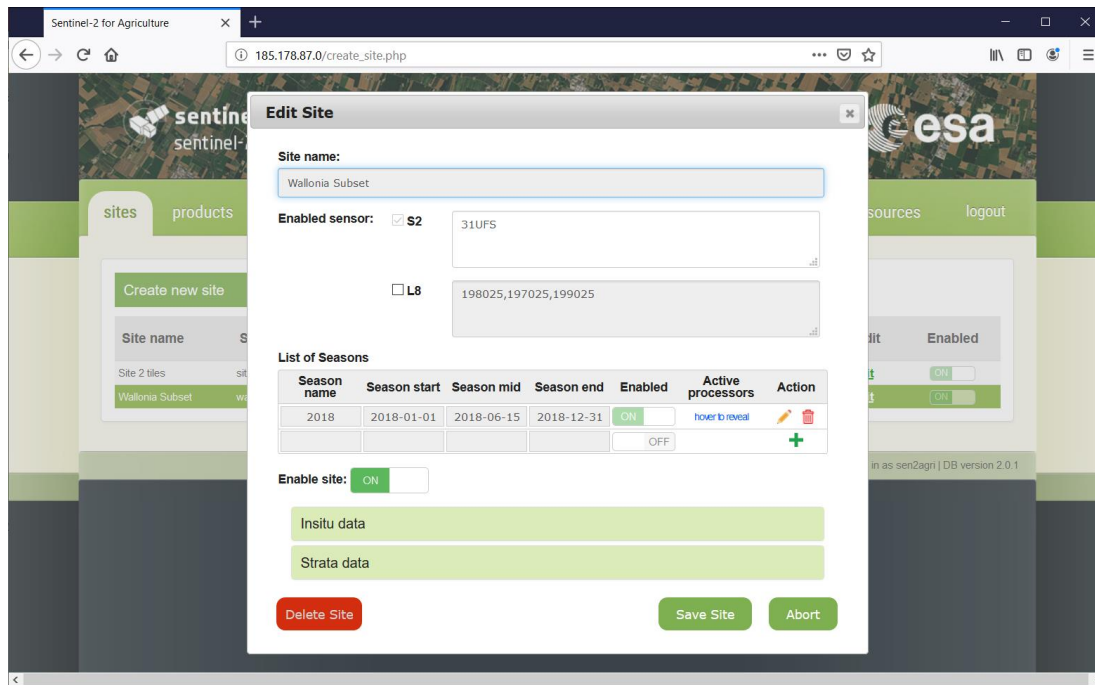 Sentinel-2 for Agriculture
185.178.87.0/create_site.php
esa
sites products logout
Edit Site
Site name:
Wallonia Subset
Enabled sensor: S2 31UFS
L8 198025,197025,199025
List of Seasons
Season name Season start Season mid Season end Enabled Active processors Action
2018 2018-01-01 2018-06-15 2018-12-31 ON hover to reveal
OFF
Enable site: ON
Insitu data
Strata data
Delete Site Save Site Abort
Create new site
Site name Enabled
Site 2 tiles ON
Wallonia Subset ON
in as sen2agri | DB version 2.0.1